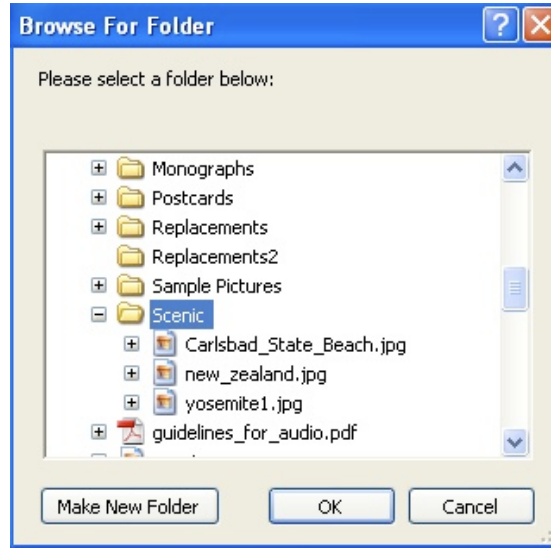 Browse For Folder
Please select a folder below:
Monographs
Postcards
Replacements
Replacements2
Sample Pictures
Scenic
Carlsbad_State_Beach.jpg
new_zealand.jpg
yosemite1.jpg
guidelines_for_audio.pdf
Make New Folder OK Cancel